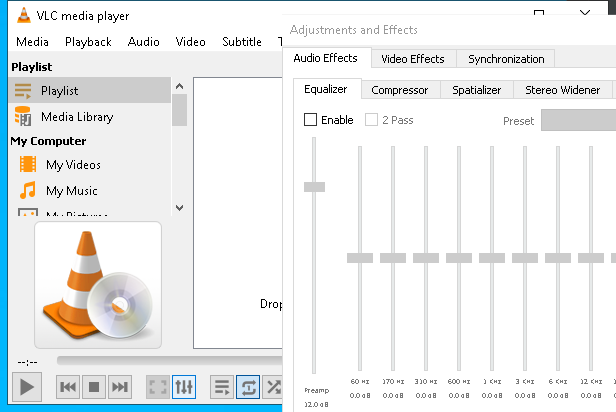 VLC media player
Media Playback Audio Video Subtitle
Playlist
Playlist
Media Library
My Computer
My Videos
My Music
My Pictures
Drop
--:--
Adjustments and Effects
Audio Effects Video Effects Synchronization
Equalizer Compressor Spatializer Stereo Widener
Enable 2 Pass Preset
60 Hz 170 Hz 310 Hz 600 Hz 1 KHz 3 KHz 6 KHz 12 KHz
Preamp 0.0 dB 0.0 dB 0.0 dB 0.0 dB 0.0 dB 0.0 dB 0.0 dB 0.0 dB
12.0 dB